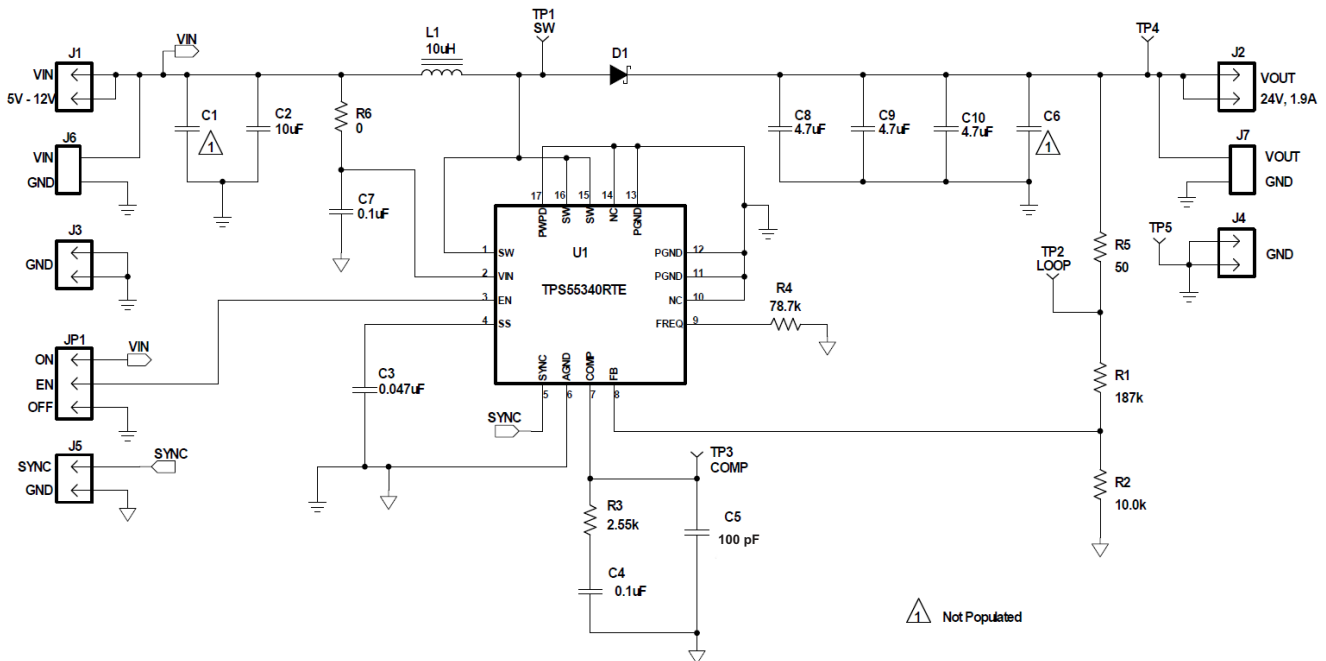 J1
VIN
5V - 12V
VIN
L1
10uH
TP1
SW
D1
TP4
J2
VOUT
24V, 1.9A
C1
1
C2
10uF
R6
0
C8
4.7uF
C9
4.7uF
C10
4.7uF
C6
1
J6
VIN
GND
J7
VOUT
GND
C7
0.1uF
17
16
15
14
13
PWPD
SW
SW
NC
PGND
U1
TPS55340RTE
1
SW
2
VIN
3
EN
4
SS
PGND
12
PGND
11
NC
10
FREQ
9
SYNC
AGND
COMP
FB
5
6
7
8
J3
GND
TP5
J4
GND
TP2
LOOP
R5
50
R4
78.7k
JP1
ON
EN
OFF
VIN
C3
0.047uF
R1
187k
SYNC
J5
SYNC
GND
SYNC
TP3
COMP
R2
10.0k
R3
2.55k
C5
100 pF
C4
0.1uF
1
Not Populated